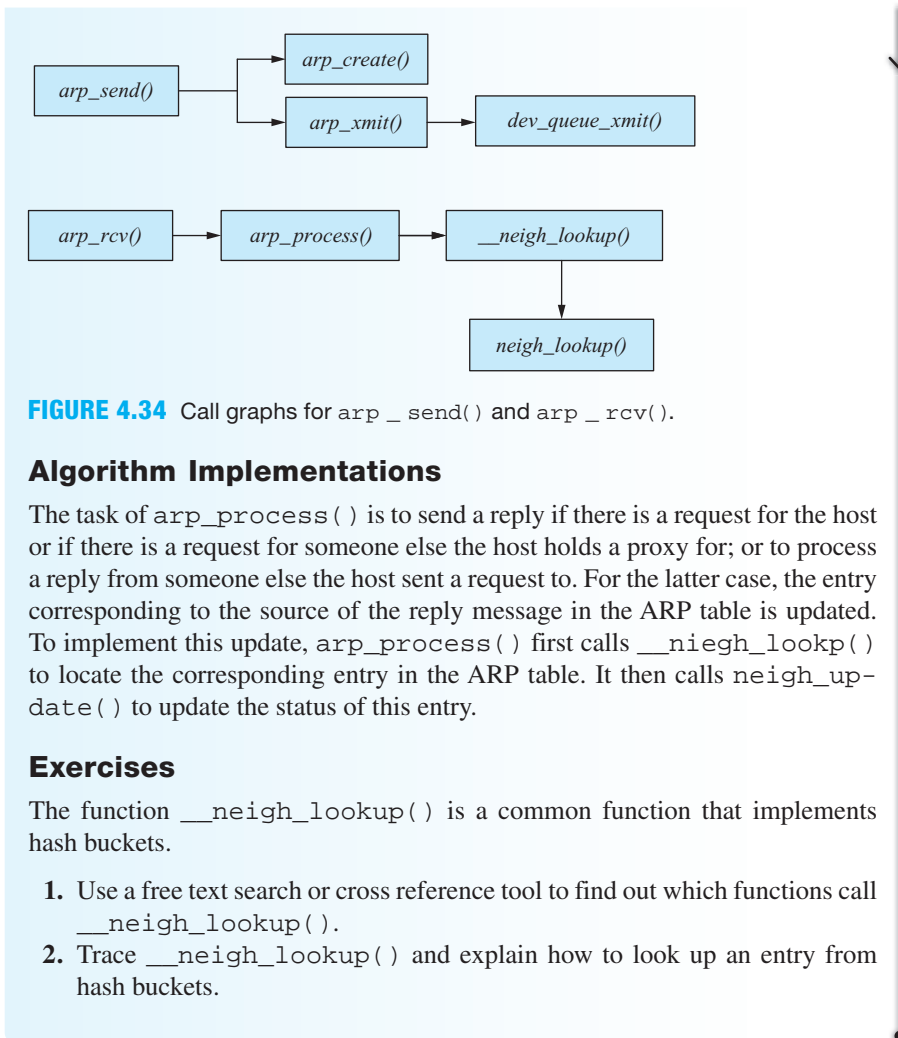 arp_create()
arp_send()
arp_xmit()
dev_queue_xmit()
arp_rcv()
arp_process()
__neigh_lookup()
neigh_lookup()
FIGURE 4.34 Call graphs for arp _ send() and arp _ rcv().
Algorithm Implementations
The task of arp_process() is to send a reply if there is a request for the host
or if there is a request for someone else the host holds a proxy for; or to process
a reply from someone else the host sent a request to. For the latter case, the entry
corresponding to the source of the reply message in the ARP table is updated.
To implement this update, arp_process() first calls __niegh_lookp()
to locate the corresponding entry in the ARP table. It then calls neigh_up-
date() to update the status of this entry.
Exercises
The function __neigh_lookup() is a common function that implements
hash buckets.
1. Use a free text search or cross reference tool to find out which functions call
__neigh_lookup().
2. Trace __neigh_lookup() and explain how to look up an entry from
hash buckets.